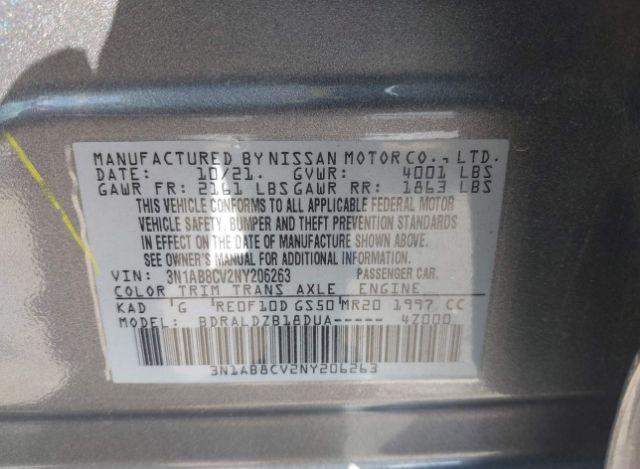 MANUFACTURED BY NISSAN MOTOR CO., LTD.
DATE: 10/21. GVWR: 4001 LBS
GAWR FR: 2161 LBS GAWR RR: 1863 LBS
THIS VEHICLE CONFORMS TO ALL APPLICABLE FEDERAL MOTOR
VEHICLE SAFETY, BUMPER AND THEFT PREVENTION STANDARDS
IN EFFECT ON THE DATE OF MANUFACTURE SHOWN ABOVE.
SEE OWNER'S MANUAL FOR ADDITIONAL INFORMATION.
VIN: 3N1AB8CV2NY206263 PASSENGER CAR.
COLOR TRIM TRANS AXLE ENGINE
KAD 'G RE0F10D GS50 MR20 1997 CC
MODEL: BDRALDZB18DUA----- 4Z000
3N1AB8CV2NY206263